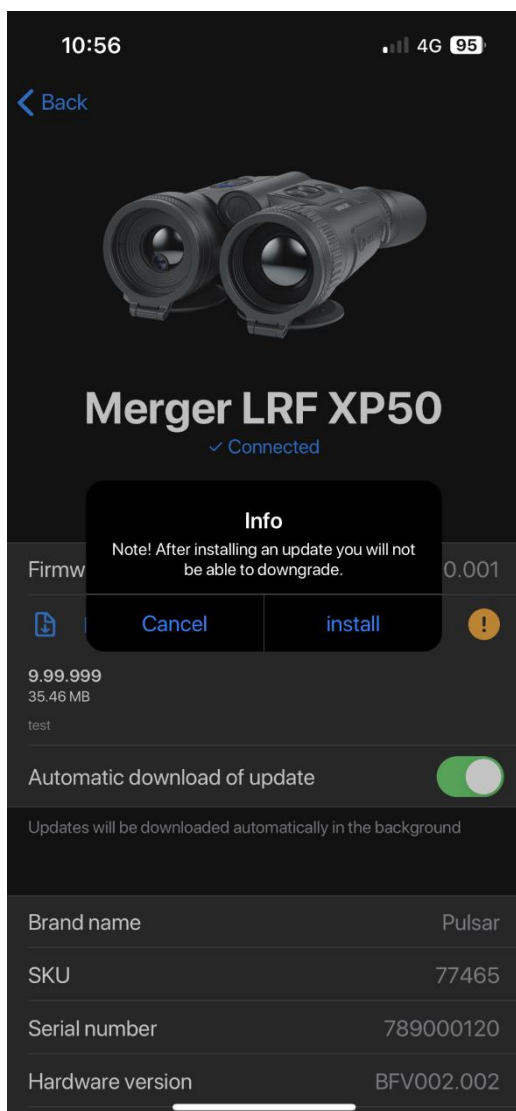 10:56
4G 95
Back
Merger LRF XP50
Connected
Info
Note! After installing an update you will not
be able to downgrade.
Firmw
0.001
Cancel
install
9.99.999
35.46 MB
test
Automatic download of update
Updates will be downloaded automatically in the background
Brand name Pulsar
SKU 77465
Serial number 789000120
Hardware version BFV002.002